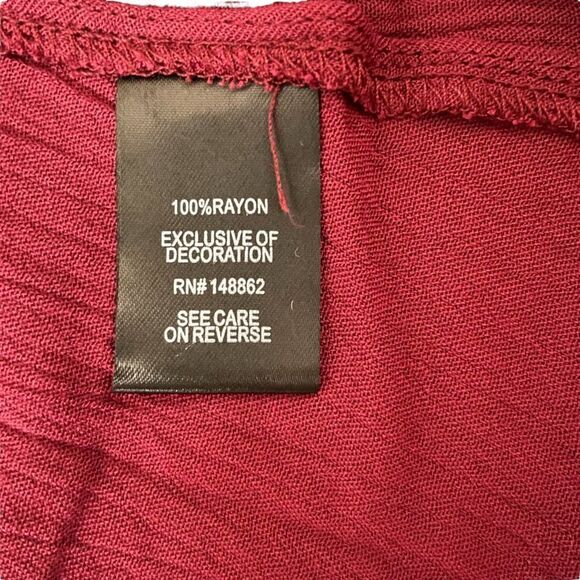 100%RAYON
EXCLUSIVE OF
DECORATION
RN# 148862
SEE CARE
ON REVERSE